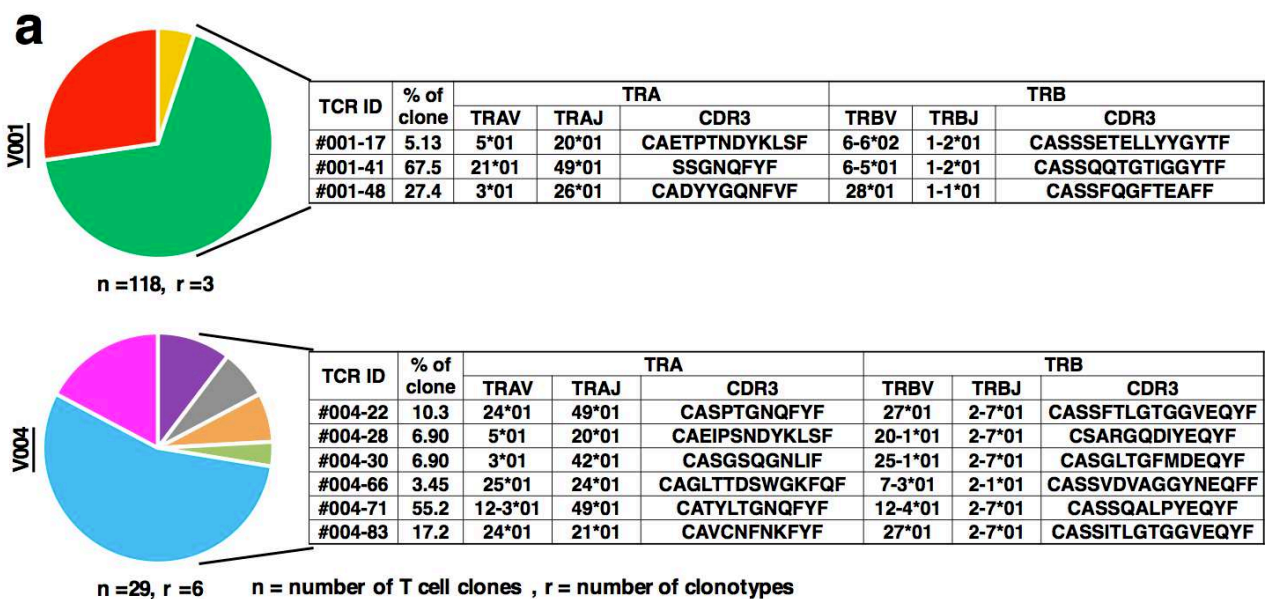 a
V001
TCR ID % of clone TRA TRB
TRAV TRAJ CDR3 TRBV TRBJ CDR3
#001-17 5.13 5*01 20*01 CAETPTNDYKLSF 6-6*02 1-2*01 CASSSETELLYYGYTF
#001-41 67.5 21*01 49*01 SSGNQFYF 6-5*01 1-2*01 CASSQQTGTIGGYTF
#001-48 27.4 3*01 26*01 CADYYGQNFVF 28*01 1-1*01 CASSFQGFTEAFF
n =118, r =3
V004
TCR ID % of clone TRA TRB
TRAV TRAJ CDR3 TRBV TRBJ CDR3
#004-22 10.3 24*01 49*01 CASPTGNQFYF 27*01 2-7*01 CASSFTLGTGGVEQYF
#004-28 6.90 5*01 20*01 CAEIPSNDYKLSF 20-1*01 2-7*01 CSARGQDIYEQYF
#004-30 6.90 3*01 42*01 CASGSQGNLIF 25-1*01 2-7*01 CASGLTGFMDEQYF
#004-66 3.45 25*01 24*01 CAGLTTDSWGKFQF 7-3*01 2-1*01 CASSVDVAGGYNEQFF
#004-71 55.2 12-3*01 49*01 CATYLTGNQFYF 12-4*01 2-7*01 CASSQALPYEQYF
#004-83 17.2 24*01 21*01 CAVCNFNKFYF 27*01 2-7*01 CASSITLGTGGVEQYF
n =29, r =6 n = number of T cell clones , r = number of clonotypes